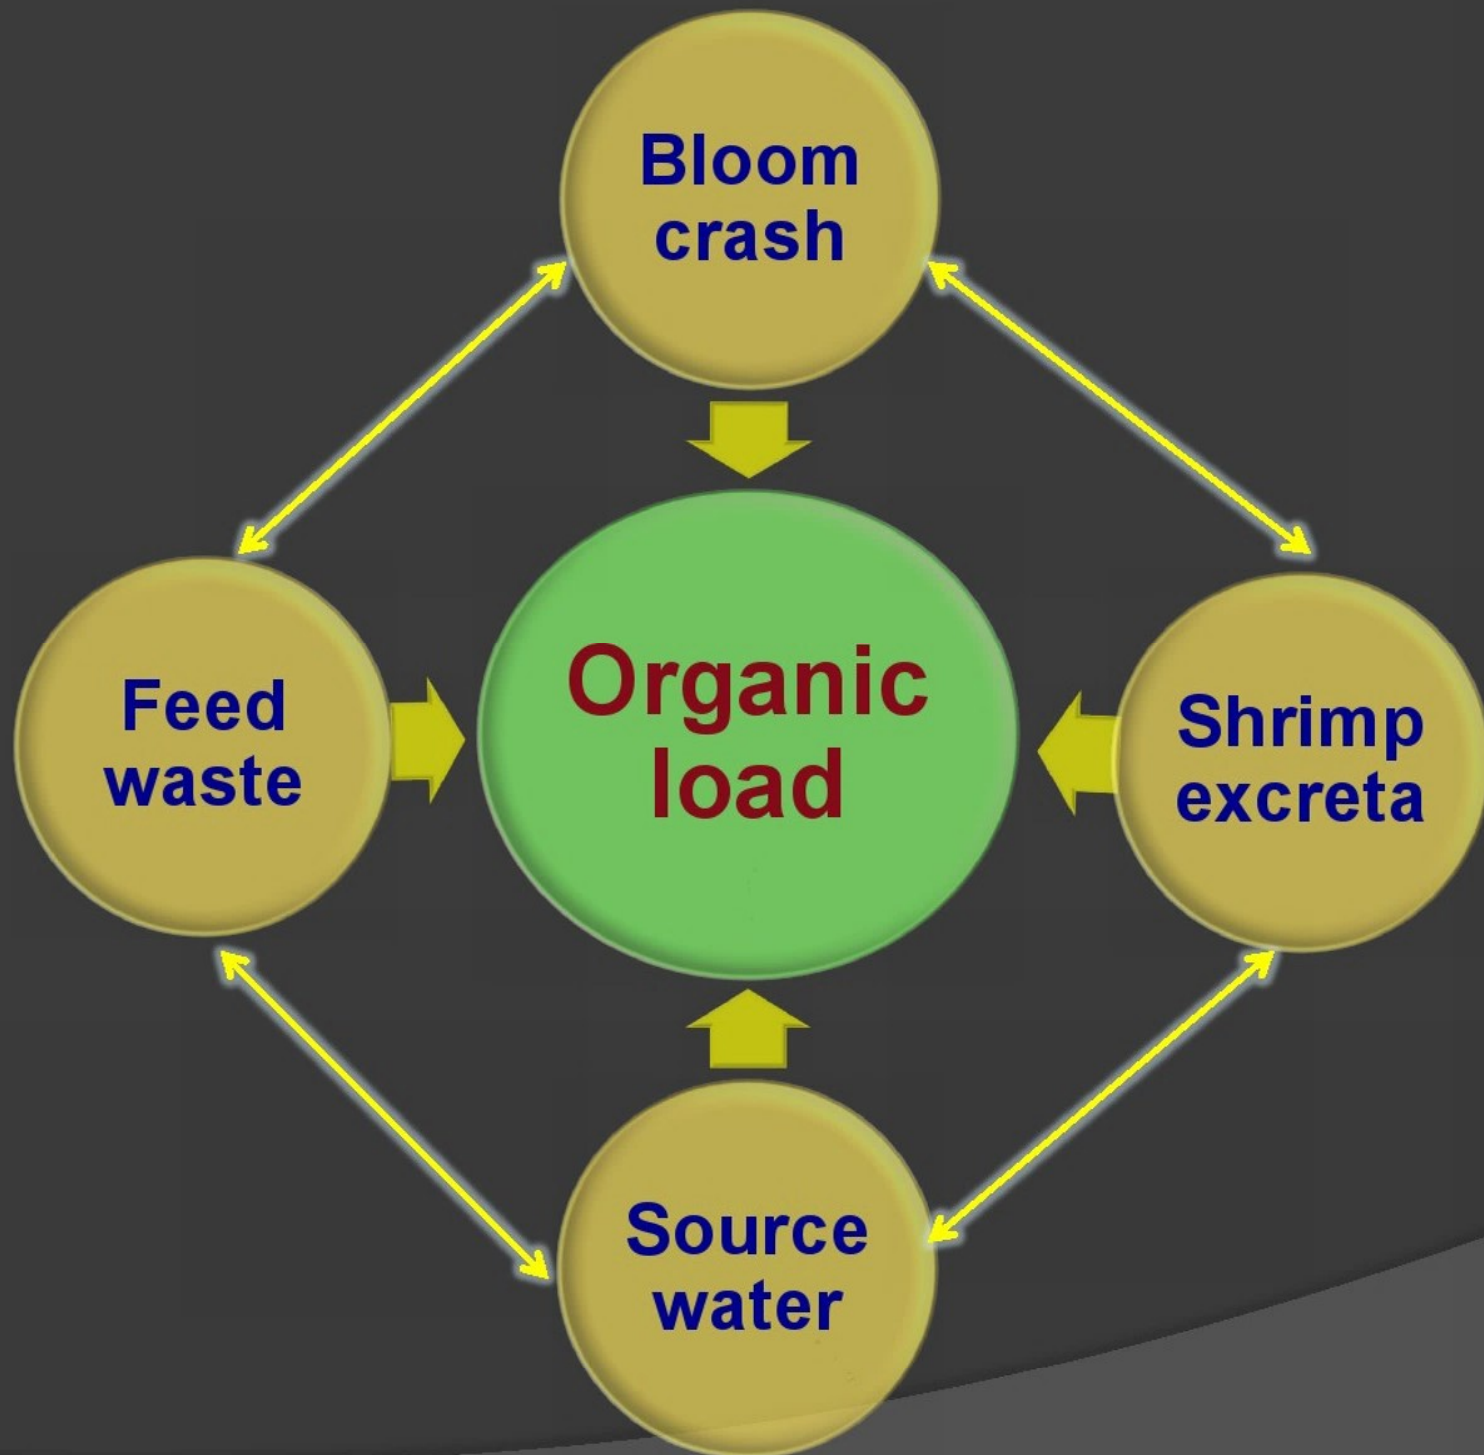 Bloom
crash
Organic
load
Feed
waste
Shrimp
excreta
Source
water